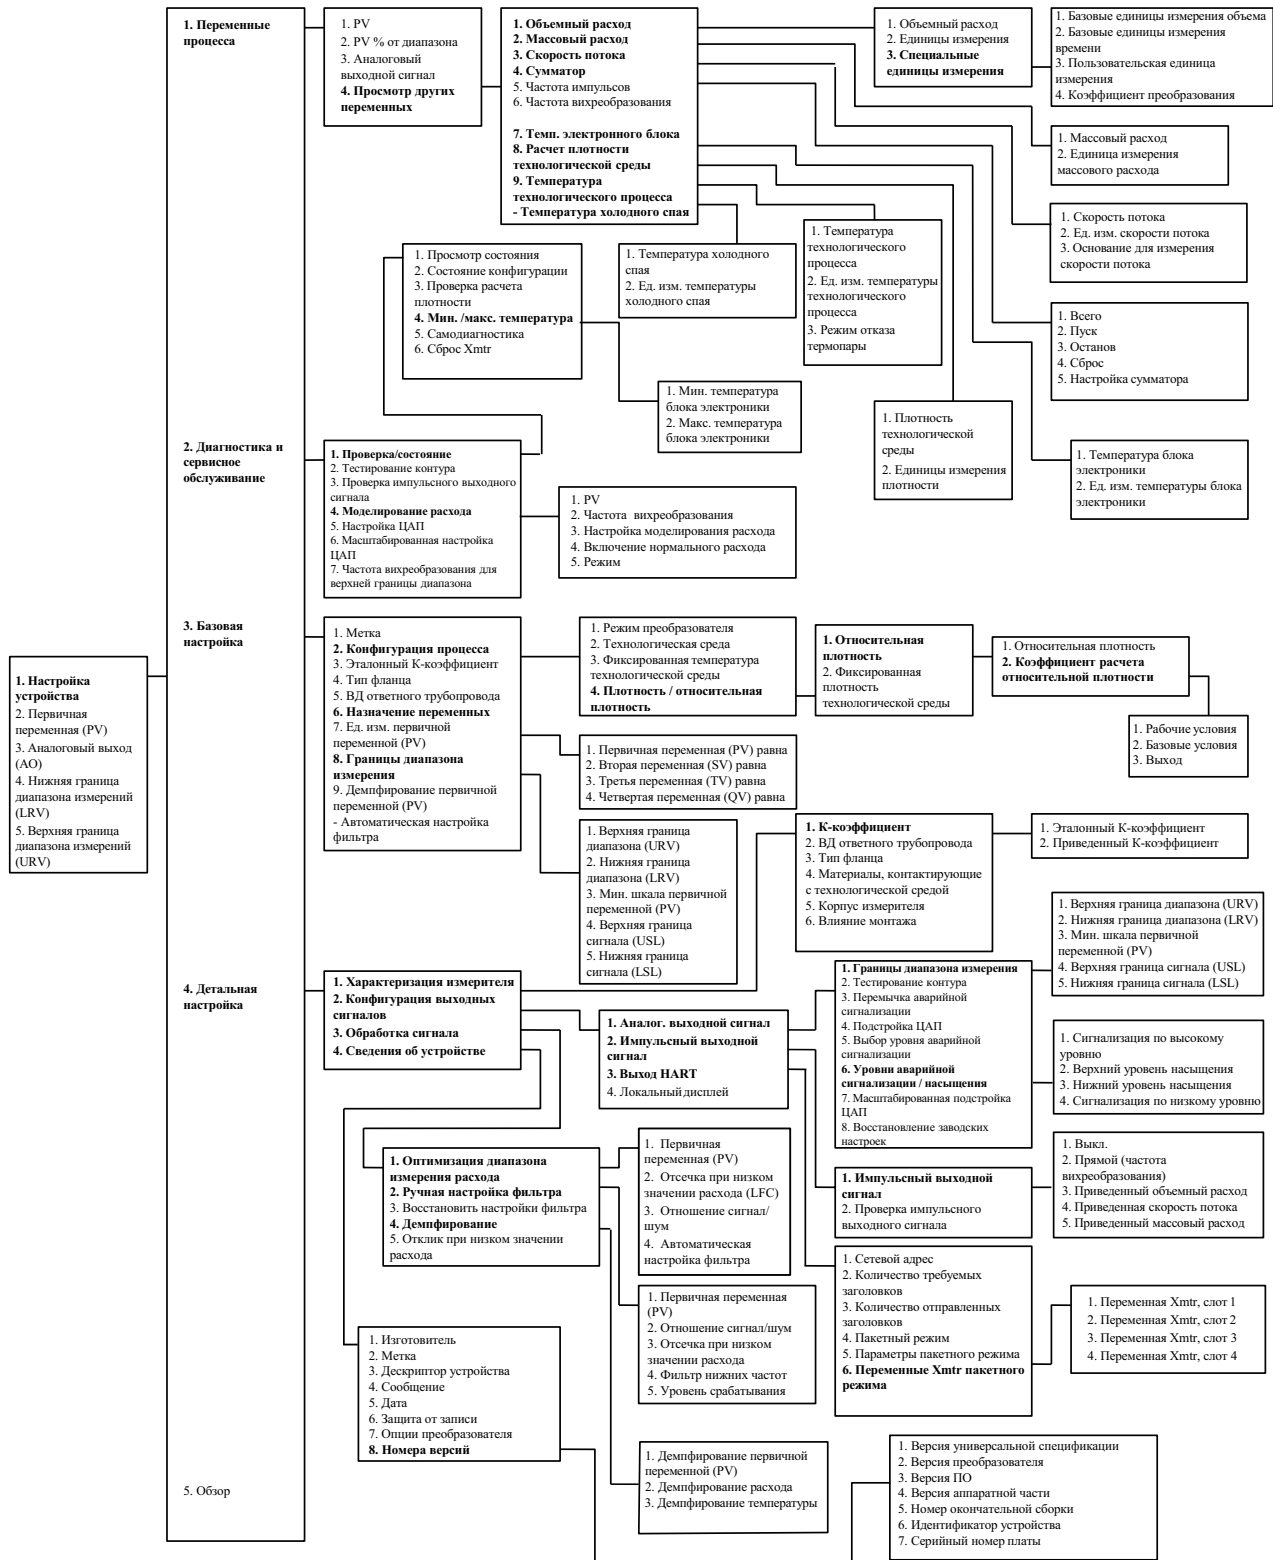 1. Настройка
устройства
2. Первичная
переменная (PV)
3. Аналоговый выход
(AO)
4. Нижняя граница
диапазона измерений
(LRV)
5. Верхняя граница
диапазона измерений
(URV)
1. Переменные
процесса
2. Диагностика и
сервисное
обслуживание
3. Базовая
настройка
4. Детальная
настройка
5. Обзор
1. PV
2. PV % от диапазона
3. Аналоговый
выходной сигнал
4. Просмотр других
переменных
1. Объемный расход
2. Массовый расход
3. Скорость потока
4. Сумматор
5. Частота импульсов
6. Частота вихреобразования
7. Темп. электронного блока
8. Расчет плотности
технологической среды
9. Температура
технологического процесса
- Температура холодного спая
1. Объемный расход
2. Единицы измерения
3. Специальные
единицы измерения
1. Базовые единицы измерения объема
2. Базовые единицы измерения
времени
3. Пользовательская единица
измерения
4. Коэффициент преобразования
1. Массовый расход
2. Единица измерения
массового расхода
1. Скорость потока
2. Ед. изм. скорости потока
3. Основание для измерения
скорости потока
1. Всего
2. Пуск
3. Останов
4. Сброс
5. Настройка сумматора
1. Температура блока
электроники
2. Ед. изм. температуры блока
электроники
1. Плотность
технологической
среды
2. Единицы измерения
плотности
1. Температура
технологического
процесса
2. Ед. изм. температуры
технологического
процесса
3. Режим отказа
термопары
1. Температура холодного
спая
2. Ед. изм. температуры
холодного спая
1. Просмотр состояния
2. Состояние конфигурации
3. Проверка расчета
плотности
4. Мин. /макс. температура
5. Самодиагностика
6. Сброс Xmtr
1. Мин. температура
блока электроники
2. Макс. температура
блока электроники
1. Проверка/состояние
2. Тестирование контура
3. Проверка импульсного выходного
сигнала
4. Моделирование расхода
5. Настройка ЦАП
6. Масштабированная настройка
ЦАП
7. Частота вихреобразования для
верхней границы диапазона
1. PV
2. Частота вихреобразования
3. Настройка моделирования расхода
4. Включение нормального расхода
5. Режим
1. Метка
2. Конфигурация процесса
3. Эталонный К-коэффициент
4. Тип фланца
5. ВД ответного трубопровода
6. Назначение переменных
7. Ед. изм. первичной
переменной (PV)
8. Границы диапазона
измерения
9. Демпфирование первичной
переменной (PV)
- Автоматическая настройка
фильтра
1. Режим преобразователя
2. Технологическая среда
3. Фиксированная температура
технологической среды
4. Плотность / относительная
плотность
1. Относительная
плотность
2. Фиксированная
плотность
технологической среды
1. Относительная плотность
2. Коэффициент расчета
относительной плотности
1. Рабочие условия
2. Базовые условия
3. Выход
1. Первичная переменная (PV) равна
2. Вторая переменная (SV) равна
3. Третья переменная (TV) равна
4. Четвертая переменная (QV) равна
1. Верхняя граница
диапазона (URV)
2. Нижняя граница
диапазона (LRV)
3. Мин. шкала первичной
переменной (PV)
4. Верхняя граница
сигнала (USL)
5. Нижняя граница
сигнала (LSL)
1. Характеризация измерителя
2. Конфигурация выходных
сигналов
3. Обработка сигнала
4. Сведения об устройстве
1. К-коэффициент
2. ВД ответного трубопровода
3. Тип фланца
4. Материалы, контактирующие
с технологической средой
5. Корпус измерителя
6. Влияние монтажа
1. Эталонный К-коэффициент
2. Приведенный К-коэффициент
1. Аналог. выходной сигнал
2. Импульсный выходной
сигнал
3. Выход HART
4. Локальный дисплей
1. Границы диапазона измерения
2. Тестирование контура
3. Перемычка аварийной
сигнализации
4. Подстройка ЦАП
5. Выбор уровня аварийной
сигнализации
6. Уровни аварийной
сигнализации / насыщения
7. Масштабированная подстройка
ЦАП
8. Восстановление заводских
настроек
1. Верхняя граница диапазона (URV)
2. Нижняя граница диапазона (LRV)
3. Мин. шкала первичной
переменной (PV)
4. Верхняя граница сигнала (USL)
5. Нижняя граница сигнала (LSL)
1. Сигнализация по высокому
уровню
2. Верхний уровень насыщения
3. Нижний уровень насыщения
4. Сигнализация по низкому уровню
1. Импульсный выходной
сигнал
2. Проверка импульсного
выходного сигнала
1. Выкл.
2. Прямой (частота
вихреобразования)
3. Приведенный объемный расход
4. Приведенная скорость потока
5. Приведенный массовый расход
1. Сетевой адрес
2. Количество требуемых
заголовков
3. Количество отправленных
заголовков
4. Пакетный режим
5. Параметры пакетного режима
6. Переменные Xmtr пакетного
режима
1. Переменная Xmtr, слот 1
2. Переменная Xmtr, слот 2
3. Переменная Xmtr, слот 3
4. Переменная Xmtr, слот 4
1. Оптимизация диапазона
измерения расхода
2. Ручная настройка фильтра
3. Восстановить настройки фильтра
4. Демпфирование
5. Отклик при низком значении
расхода
1. Первичная
переменная (PV)
2. Отсечка при низком
значении расхода (LFC)
3. Отношение сигнал/
шум
4. Автоматическая
настройка фильтра
1. Первичная переменная
(PV)
2. Отношение сигнал/шум
3. Отсечка при низком
значении расхода
4. Фильтр нижних частот
5. Уровень срабатывания
1. Демпфирование первичной
переменной (PV)
2. Демпфирование расхода
3. Демпфирование температуры
1. Изготовитель
2. Метка
3. Дескриптор устройства
4. Сообщение
5. Дата
6. Защита от записи
7. Опции преобразователя
8. Номера версий
1. Версия универсальной спецификации
2. Версия преобразователя
3. Версия ПО
4. Версия аппаратной части
5. Номер окончательной сборки
6. Идентификатор устройства
7. Серийный номер платы